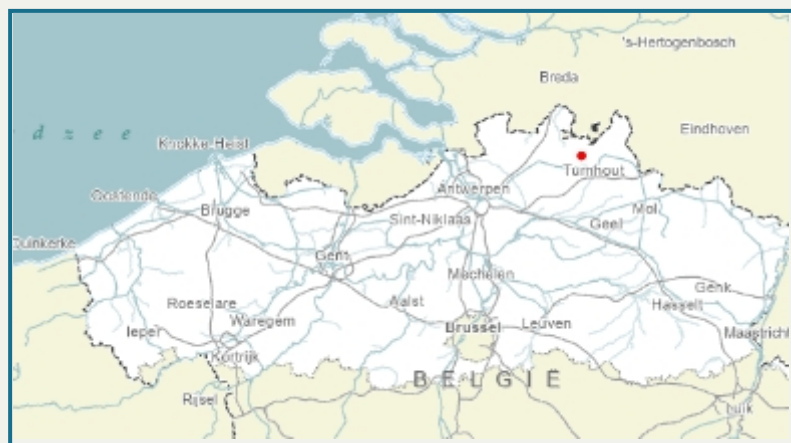 's-Hertogenbosch
Breda
d z e e
Eindhoven
Knokke-Heist
Turnhout
Oostende
Antwerpen
Brugge
Sint-Niklaas
Mol
Geel
Duinkerke
Gent
Mechelen
Genk
Roeselare
Aalst
Hasselt
Ieper
Waregem
Brussel
Leuven
Maastricht
Kortrijk
BELGIË
Rijsel
Luik